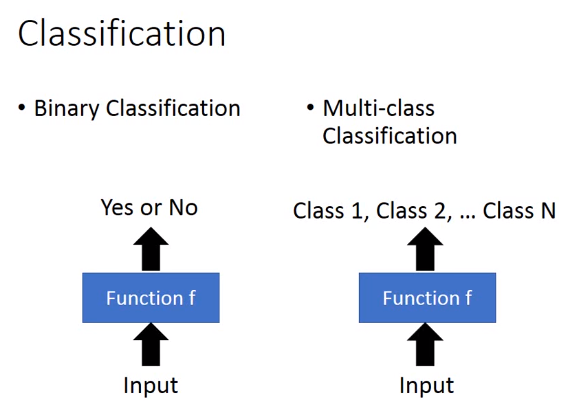 Classification
• Binary Classification
Yes or No
Function f
Input
• Multi-class
Classification
Class 1, Class 2, ... Class N
Function f
Input